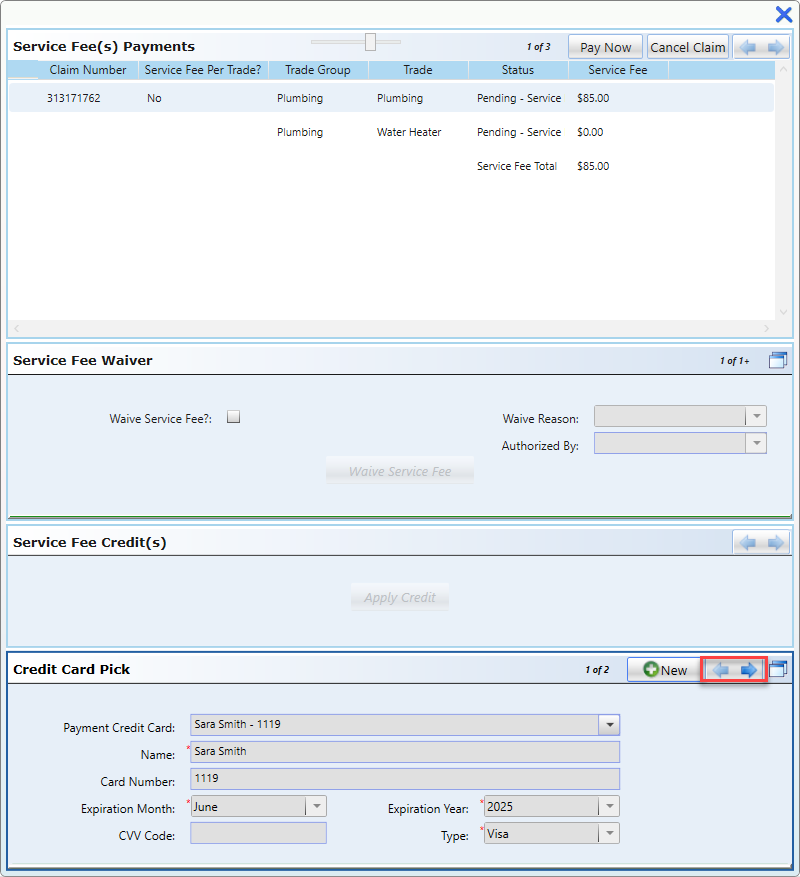 Service Fee(s) Payments 1 of 3 Pay Now Cancel Claim
Claim Number Service Fee Per Trade? Trade Group Trade Status Service Fee
313171762 No Plumbing Plumbing Pending - Service $85.00
Plumbing Water Heater Pending - Service $0.00
Service Fee Total $85.00
Service Fee Waiver 1 of 1+
Waive Service Fee?: Waive Reason:
Authorized By:
Waive Service Fee
Service Fee Credit(s)
Apply Credit
Credit Card Pick 1 of 2 New
Payment Credit Card: Sara Smith - 1119
Name: * Sara Smith
Card Number: 1119
Expiration Month: * June Expiration Year: * 2025
CVV Code: Type: * Visa